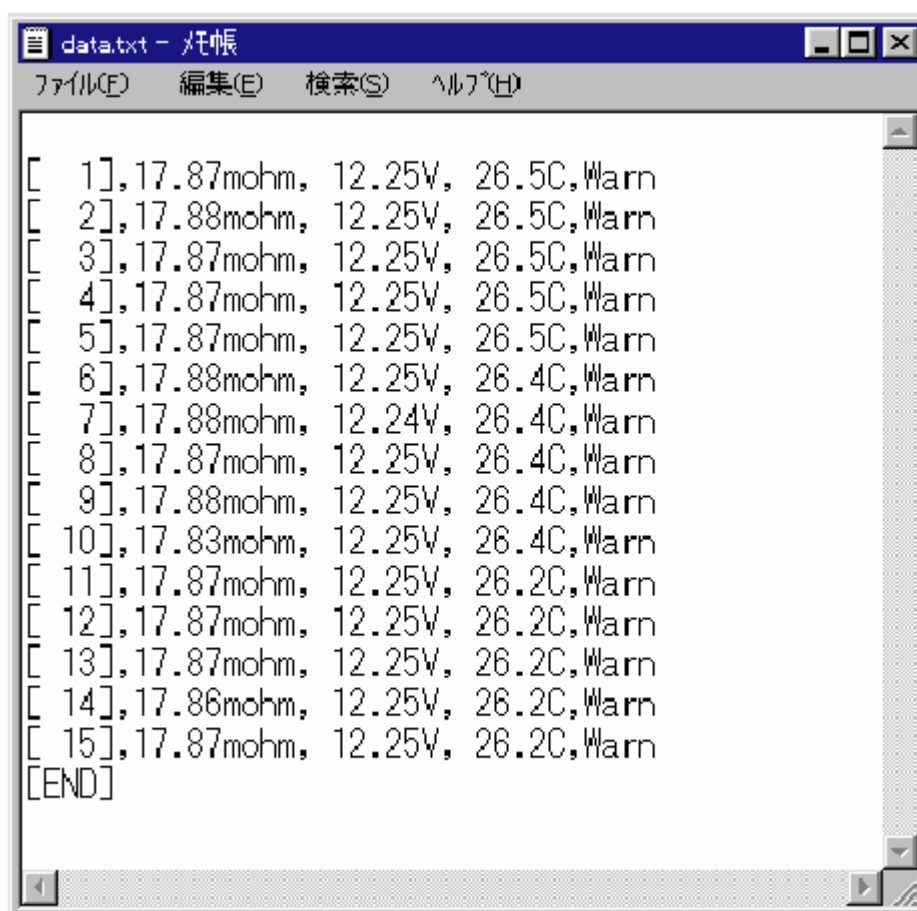 data.txt - メモ帳
ファイル(F) 編集(E) 検索(S) ヘルプ(H)
[  1],17.87mohm, 12.25V, 26.5C,Warn
[  2],17.88mohm, 12.25V, 26.5C,Warn
[  3],17.87mohm, 12.25V, 26.5C,Warn
[  4],17.87mohm, 12.25V, 26.5C,Warn
[  5],17.87mohm, 12.25V, 26.5C,Warn
[  6],17.88mohm, 12.25V, 26.4C,Warn
[  7],17.88mohm, 12.24V, 26.4C,Warn
[  8],17.87mohm, 12.25V, 26.4C,Warn
[  9],17.88mohm, 12.25V, 26.4C,Warn
[ 10],17.83mohm, 12.25V, 26.4C,Warn
[ 11],17.87mohm, 12.25V, 26.2C,Warn
[ 12],17.87mohm, 12.25V, 26.2C,Warn
[ 13],17.87mohm, 12.25V, 26.2C,Warn
[ 14],17.86mohm, 12.25V, 26.2C,Warn
[ 15],17.87mohm, 12.25V, 26.2C,Warn
[END]